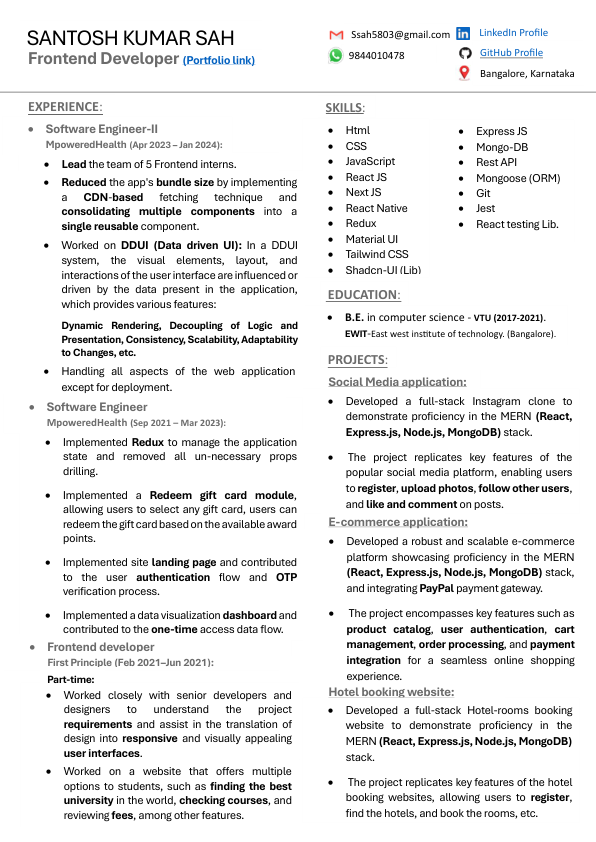 SANTOSH KUMAR SAH
Frontend Developer (Portfolio link)
Ssah5803@gmail.com
9844010478
LinkedIn Profile
GitHub Profile
Bangalore, Karnataka
EXPERIENCE:
• Software Engineer-II
MpoweredHealth (Apr 2023 – Jan 2024):
• Lead the team of 5 Frontend interns.
• Reduced the app's bundle size by implementing
a CDN-based fetching technique and
consolidating multiple components into a
single reusable component.
• Worked on DDUI (Data driven UI): In a DDUI
system, the visual elements, layout, and
interactions of the user interface are influenced or
driven by the data present in the application,
which provides various features:
Dynamic Rendering, Decoupling of Logic and
Presentation, Consistency, Scalability, Adaptability
to Changes, etc.
• Handling all aspects of the web application
except for deployment.
• Software Engineer
MpoweredHealth (Sep 2021 – Mar 2023):
• Implemented Redux to manage the application
state and removed all un-necessary props
drilling.
• Implemented a Redeem gift card module,
allowing users to select any gift card, users can
redeem the gift card based on the available award
points.
• Implemented site landing page and contributed
to the user authentication flow and OTP
verification process.
• Implemented a data visualization dashboard and
contributed to the one-time access data flow.
• Frontend developer
First Principle (Feb 2021–Jun 2021):
Part-time:
• Worked closely with senior developers and
designers to understand the project
requirements and assist in the translation of
design into responsive and visually appealing
user interfaces.
• Worked on a website that offers multiple
options to students, such as finding the best
university in the world, checking courses, and
reviewing fees, among other features.
SKILLS:
• Html
• CSS
• JavaScript
• React JS
• Next JS
• React Native
• Redux
• Material UI
• Tailwind CSS
• Shadcn-UI (Lib)
• Express JS
• Mongo-DB
• Rest API
• Mongoose (ORM)
• Git
• Jest
• React testing Lib.
EDUCATION:
• B.E. in computer science - VTU (2017-2021).
EWIT-East west institute of technology. (Bangalore).
PROJECTS:
Social Media application:
• Developed a full-stack Instagram clone to
demonstrate proficiency in the MERN (React,
Express.js, Node.js, MongoDB) stack.
• The project replicates key features of the
popular social media platform, enabling users
to register, upload photos, follow other users,
and like and comment on posts.
E-commerce application:
• Developed a robust and scalable e-commerce
platform showcasing proficiency in the MERN
(React, Express.js, Node.js, MongoDB) stack,
and integrating PayPal payment gateway.
• The project encompasses key features such as
product catalog, user authentication, cart
management, order processing, and payment
integration for a seamless online shopping
experience.
Hotel booking website:
• Developed a full-stack Hotel-rooms booking
website to demonstrate proficiency in the
MERN (React, Express.js, Node.js, MongoDB)
stack.
• The project replicates key features of the hotel
booking websites, allowing users to register,
find the hotels, and book the rooms, etc.